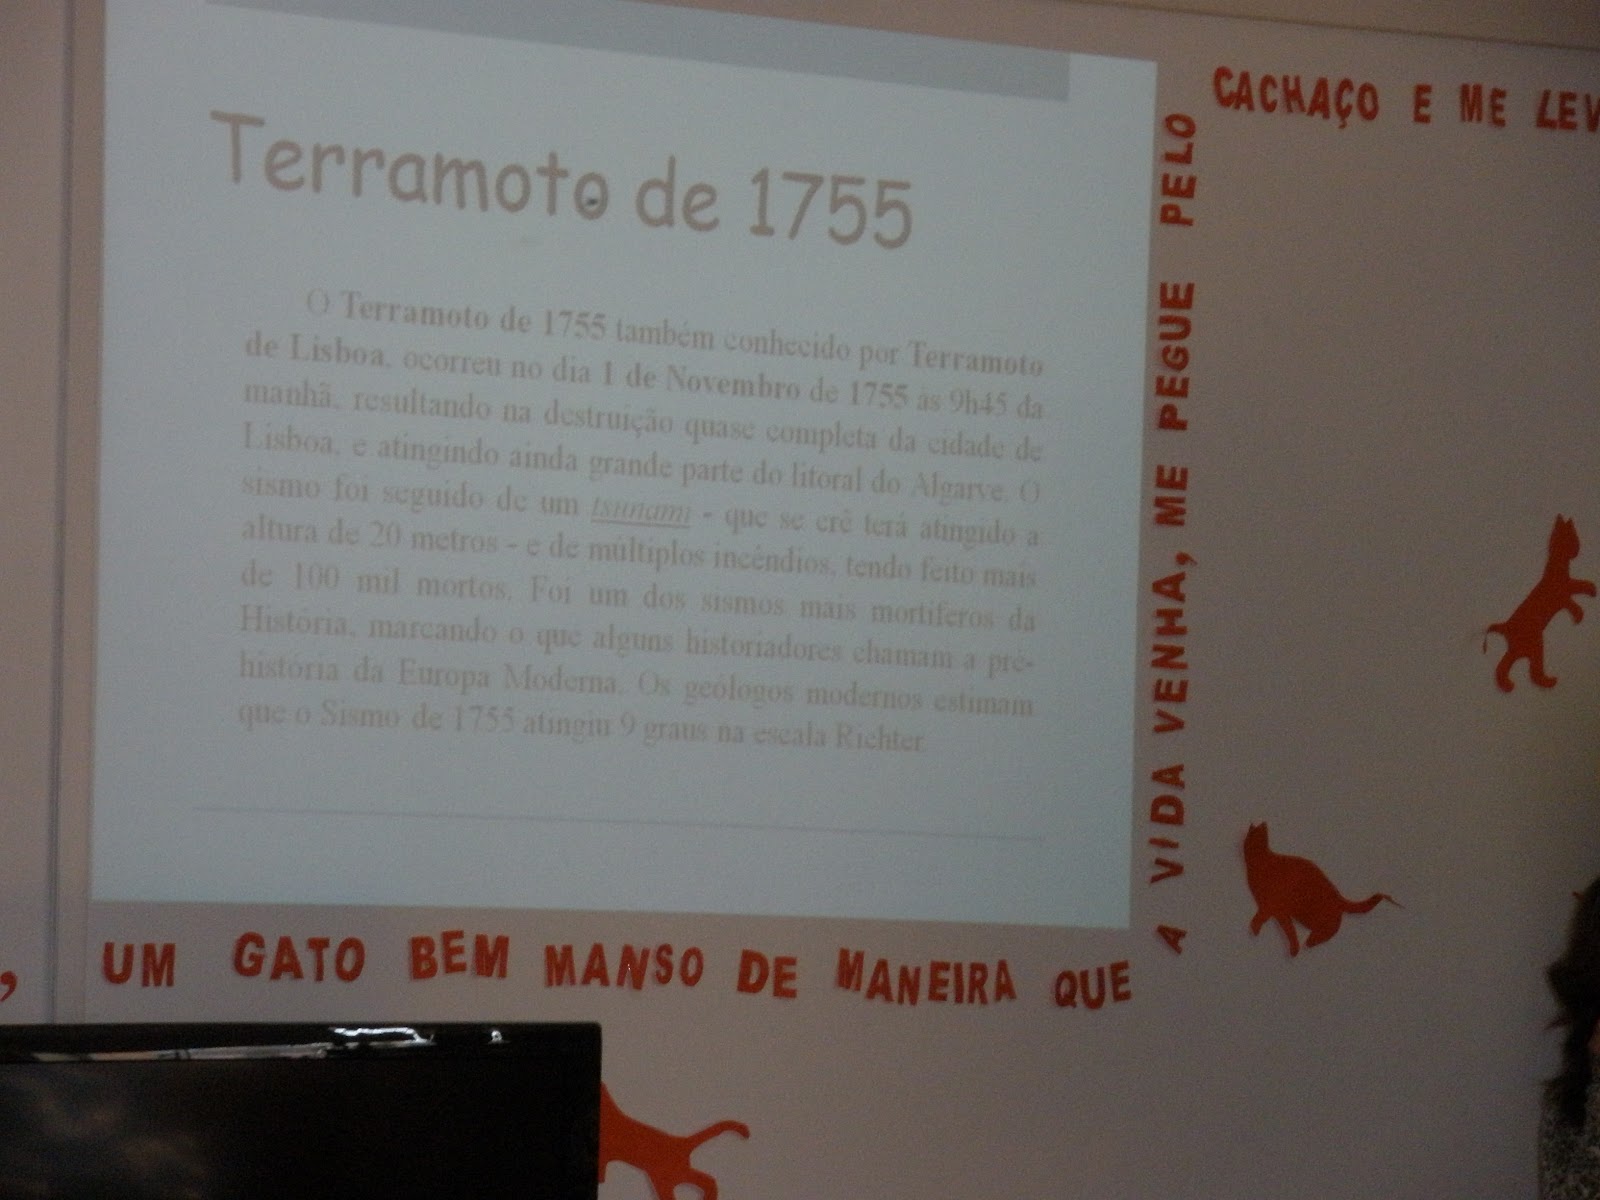 Terramoto de 1755
O Terramoto de 1755 também conhecido por Terramoto
de Lisboa, ocorreu no dia 1 de Novembro de 1755 às 9h45 da
manhã, resultando na destruição quase completa da cidade de
Lisboa, e atingindo ainda grande parte do litoral do Algarve. O
sismo foi seguido de um tsunami - que se crê terá atingido a
altura de 20 metros - e de múltiplos incêndios, tendo feito mais
de 100 mil mortos. Foi um dos sismos mais mortíferos da
História, marcando o que alguns historiadores chamam a pré-
história da Europa Moderna. Os geólogos modernos estimam
que o Sismo de 1755 atingiu 9 graus na escala Richter.
, UM GATO BEM MANSO DE MANEIRA QUE
A VIDA VENHA, ME PEGUE PELO
CACHAÇO E ME LEV